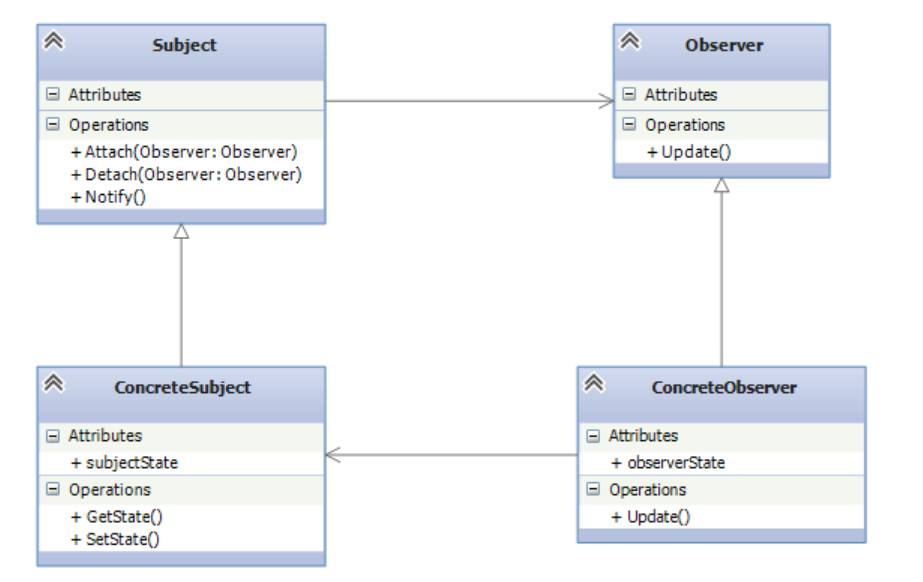 Subject
Attributes
Operations
+ Attach(Observer: Observer)
+ Detach(Observer: Observer)
+ Notify()
Observer
Attributes
Operations
+ Update()
ConcreteSubject
Attributes
+ subjectState
Operations
+ GetState()
+ SetState()
ConcreteObserver
Attributes
+ observerState
Operations
+ Update()